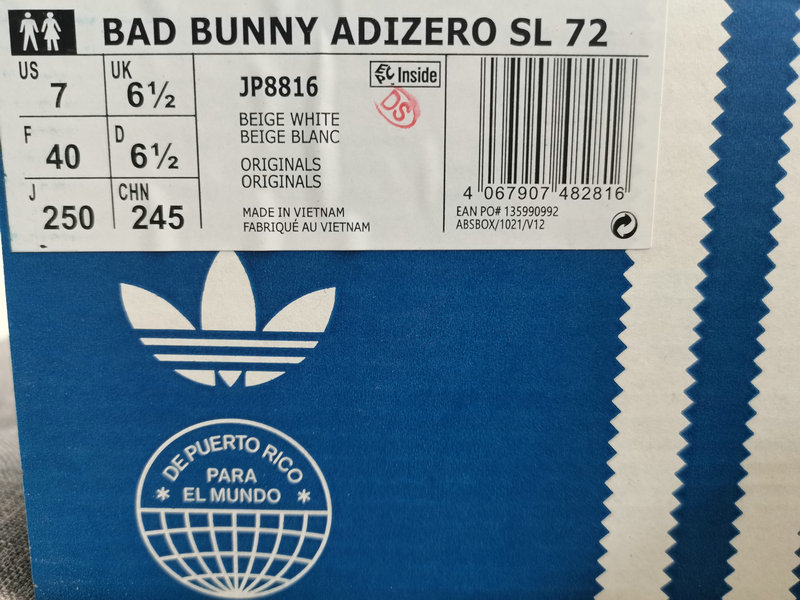 BAD BUNNY ADIZERO SL 72
US 7 UK 6½
F 40 D 6½
J 250 CHN 245
JP8816
EPC Inside
DS
BEIGE WHITE
BEIGE BLANC
ORIGINALS
ORIGINALS
MADE IN VIETNAM
FABRIQUÉ AU VIETNAM
4 067907 482816
EAN PO# 135990992
ABSBOX/1021/V12
DE PUERTO RICO
PARA
* EL MUNDO *